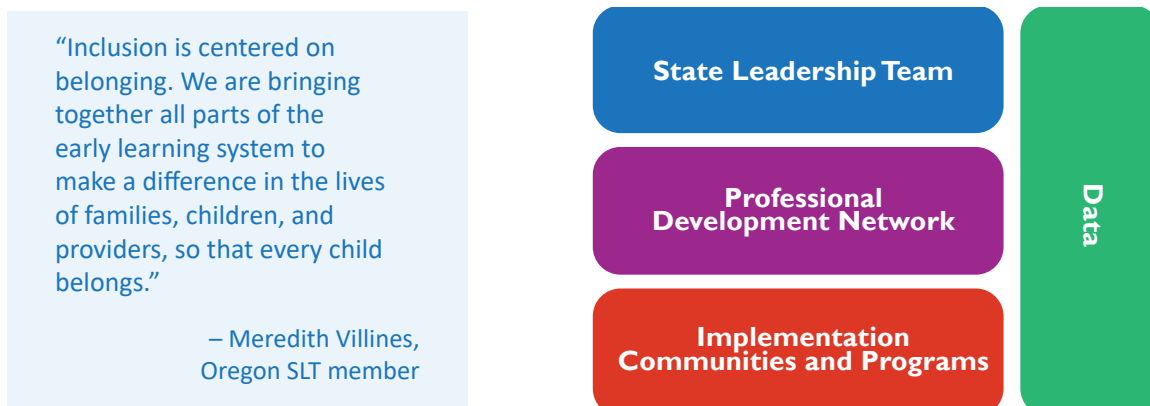 “Inclusion is centered on
belonging. We are bringing
together all parts of the
early learning system to
make a difference in the lives
of families, children, and
providers, so that every child
belongs.”
– Meredith Villines,
Oregon SLT member
State Leadership Team
Professional
Development Network
Implementation
Communities and Programs
Data